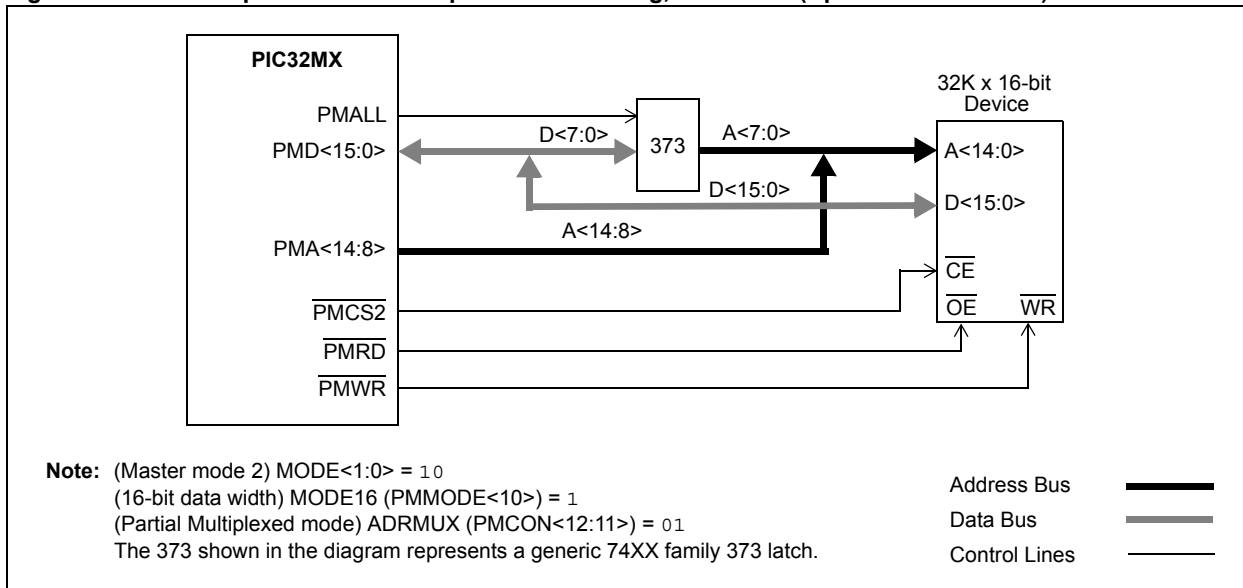 PIC32MX
32K x 16-bit
Device
PMALL
D<7:0>
373
A<7:0>
PMD<15:0>
A<14:0>
D<15:0>
D<15:0>
A<14:8>
PMA<14:8>
CE
PMCS2
OE WR
PMRD
PMWR
Note: (Master mode 2) MODE<1:0> = 10
(16-bit data width) MODE16 (PMMODE<10>) = 1
(Partial Multiplexed mode) ADRMUX (PMCON<12:11>) = 01
The 373 shown in the diagram represents a generic 74XX family 373 latch.
Address Bus
Data Bus
Control Lines